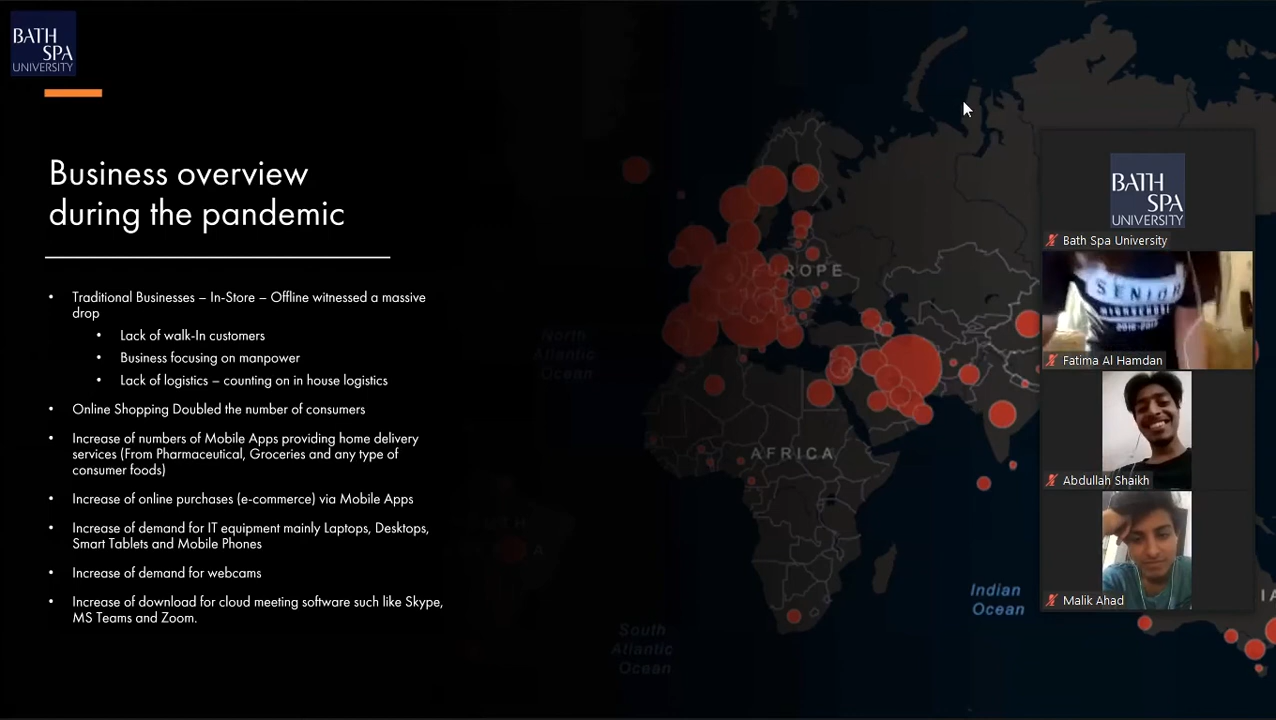 BATH
SPA
UNIVERSITY
Business overview
during the pandemic
• Traditional Businesses – In-Store – Offline witnessed a massive
drop
• Lack of walk-In customers
• Business focusing on manpower
• Lack of logistics – counting on in house logistics
• Online Shopping Doubled the number of consumers
• Increase of numbers of Mobile Apps providing home delivery
services (From Pharmaceutical, Groceries and any type of
consumer foods)
• Increase of online purchases (e-commerce) via Mobile Apps
• Increase of demand for IT equipment mainly Laptops, Desktops,
Smart Tablets and Mobile Phones
• Increase of demand for webcams
• Increase of download for cloud meeting software such like Skype,
MS Teams and Zoom.
North
Atlantic
Ocean
AFRICA
South
Atlantic
Ocean
Indian
Ocean
BATH
SPA
UNIVERSITY
Bath Spa University
SENIOR
Fatima Al Hamdan
Abdullah Shaikh
Malik Ahad